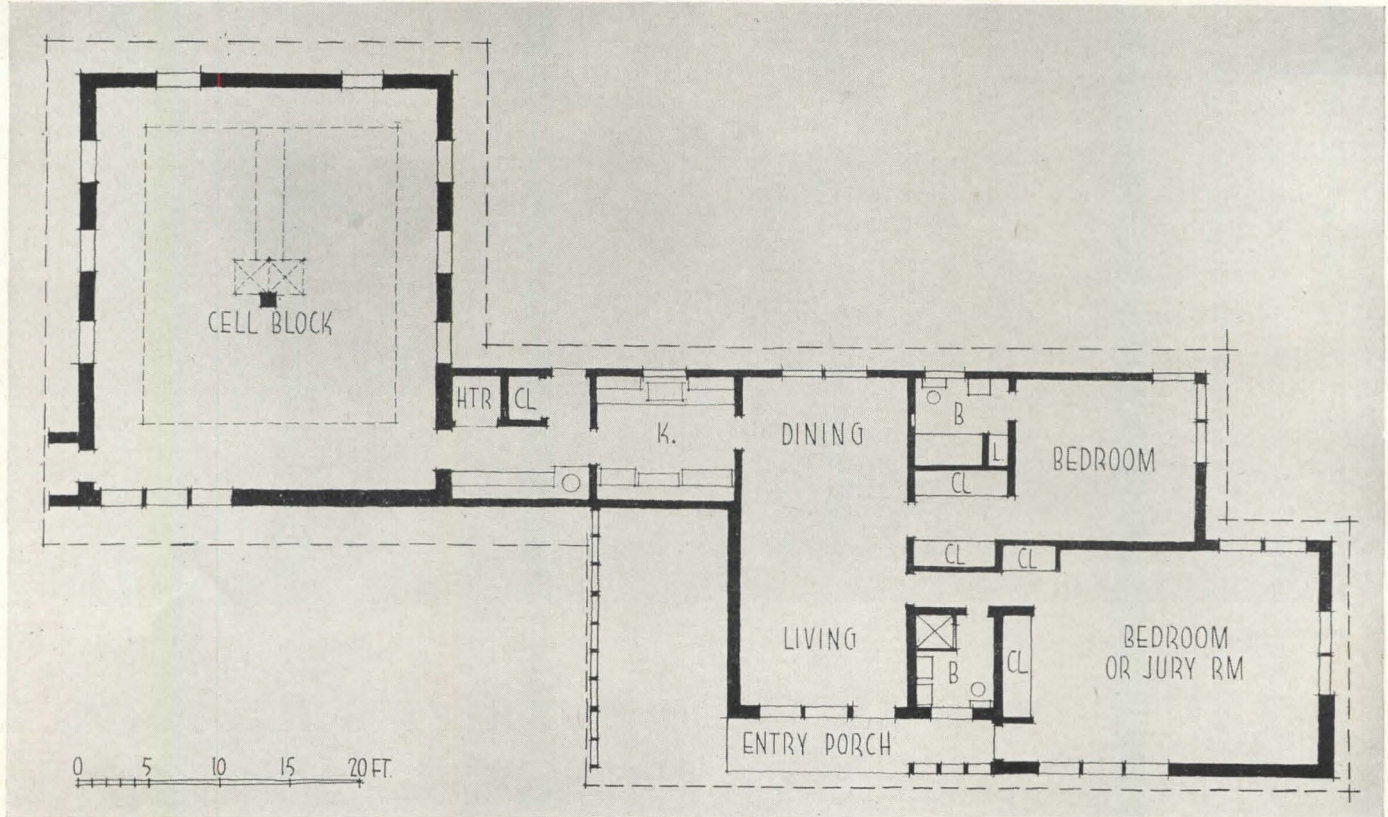 CELL BLOCK
HTR
CL
K.
DINING
B
L
CL
BEDROOM
CL
CL
LIVING
B
CL
BEDROOM
OR JURY RM
ENTRY PORCH
0 5 10 15 20 FT.